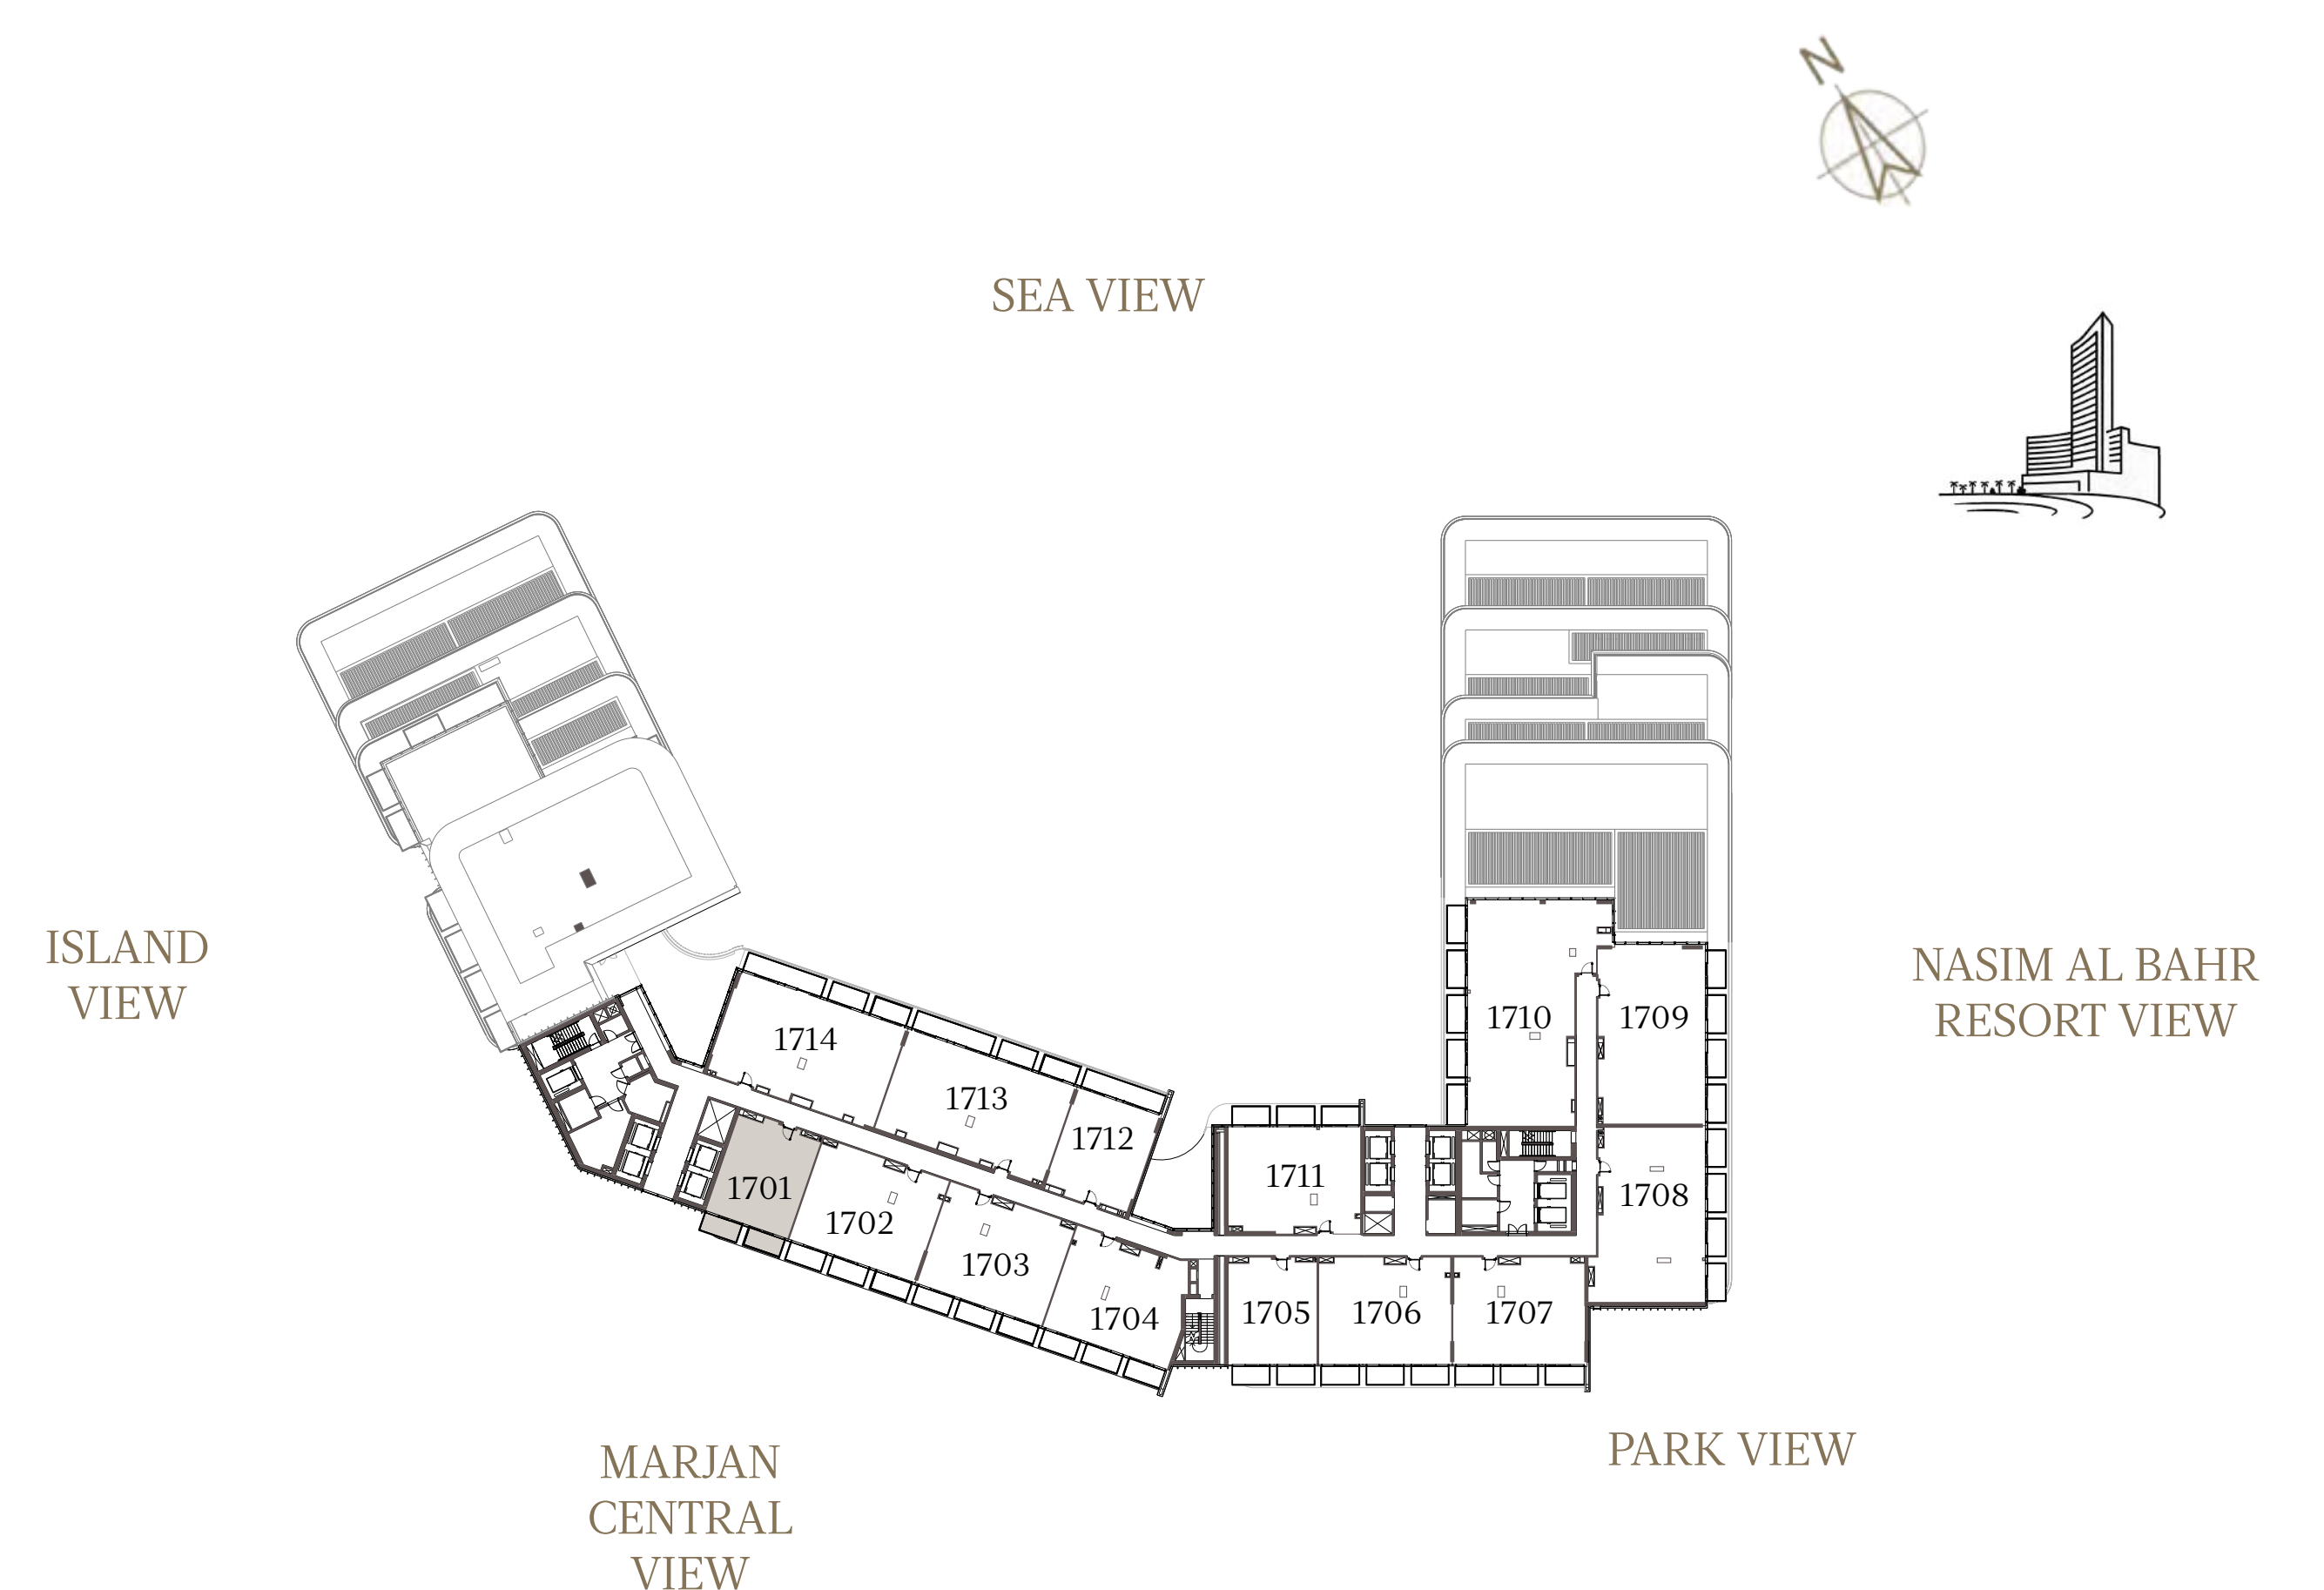 N
SEA VIEW
ISLAND
VIEW
NASIM AL BAHR
RESORT VIEW
1710
1709
1714
1713
1712
1711
1701
1708
1702
1703
1704
1705
1706
1707
PARK VIEW
MARJAN
CENTRAL
VIEW